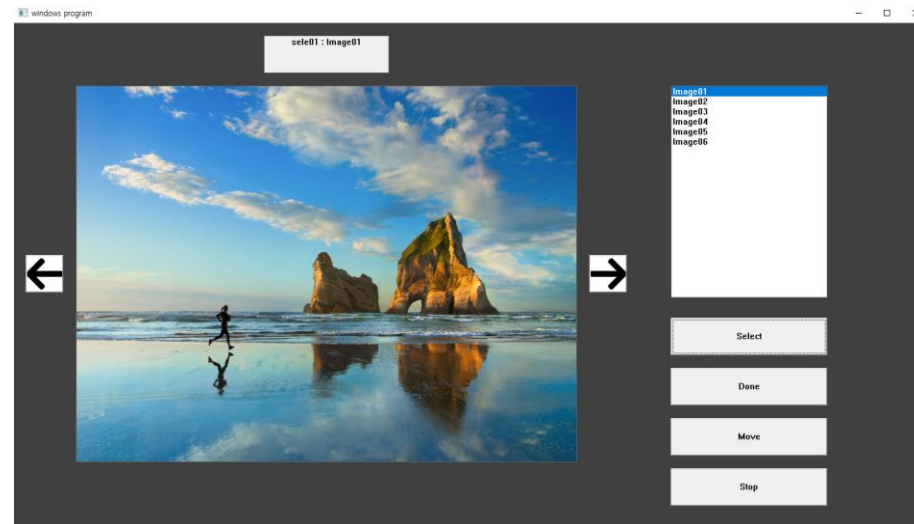 windows program
sele01 : Image01
Image01
Image02
Image03
Image04
Image05
Image06
Select
Done
Move
Stop